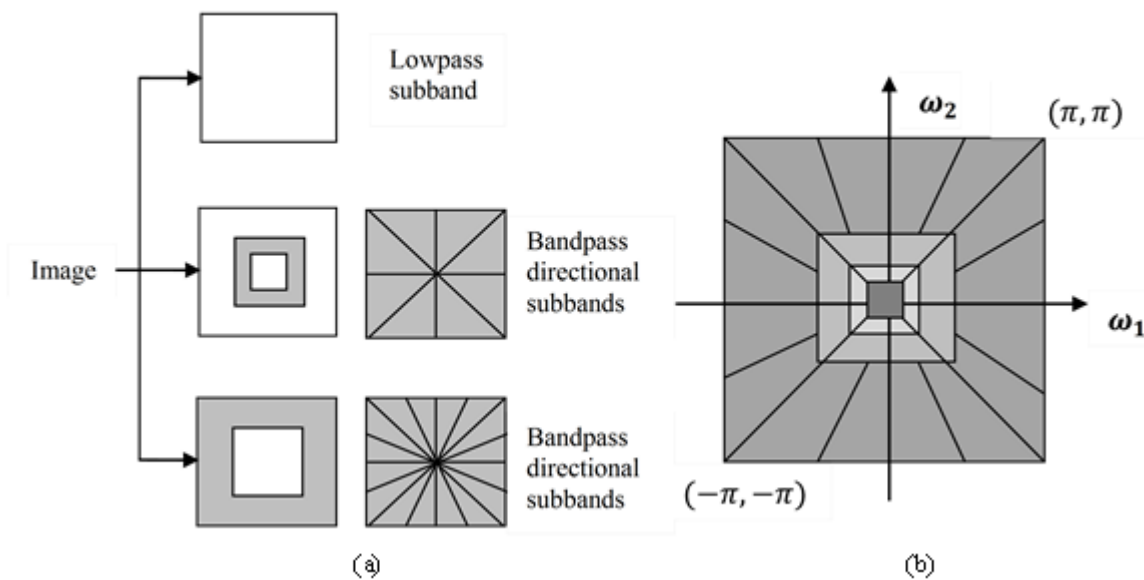 Lowpass
subband
Image
Bandpass
directional
subbands
Bandpass
directional
subbands
(a)
ω₂
(π, π)
ω₁
(−π, −π)
(b)